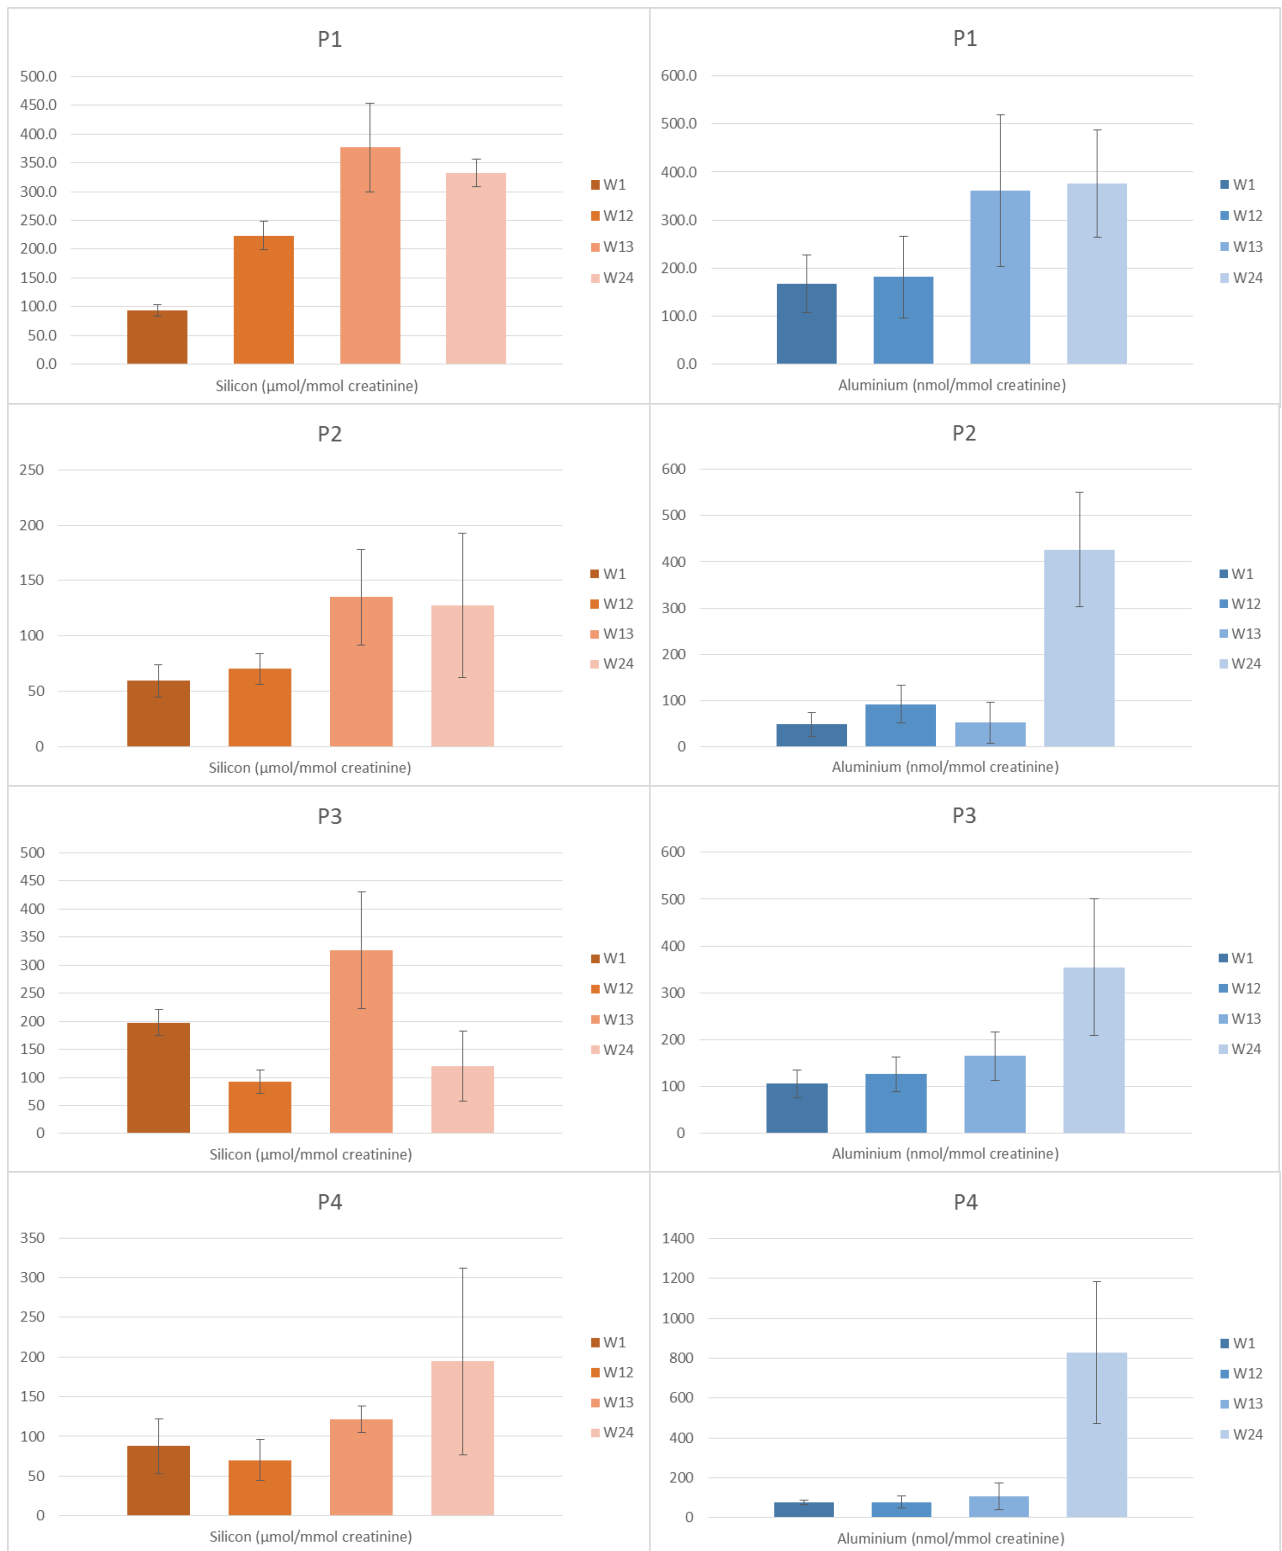 P1
500.0
450.0
400.0
350.0
300.0
250.0
200.0
150.0
100.0
50.0
0.0
Silicon (µmol/mmol creatinine)
W1
W12
W13
W24
P1
600.0
500.0
400.0
300.0
200.0
100.0
0.0
Aluminium (nmol/mmol creatinine)
W1
W12
W13
W24
P2
250
200
150
100
50
0
Silicon (µmol/mmol creatinine)
W1
W12
W13
W24
P2
600
500
400
300
200
100
0
Aluminium (nmol/mmol creatinine)
W1
W12
W13
W24
P3
500
450
400
350
300
250
200
150
100
50
0
Silicon (µmol/mmol creatinine)
W1
W12
W13
W24
P3
600
500
400
300
200
100
0
Aluminium (nmol/mmol creatinine)
W1
W12
W13
W24
P4
350
300
250
200
150
100
50
0
Silicon (µmol/mmol creatinine)
W1
W12
W13
W24
P4
1400
1200
1000
800
600
400
200
0
Aluminium (nmol/mmol creatinine)
W1
W12
W13
W24